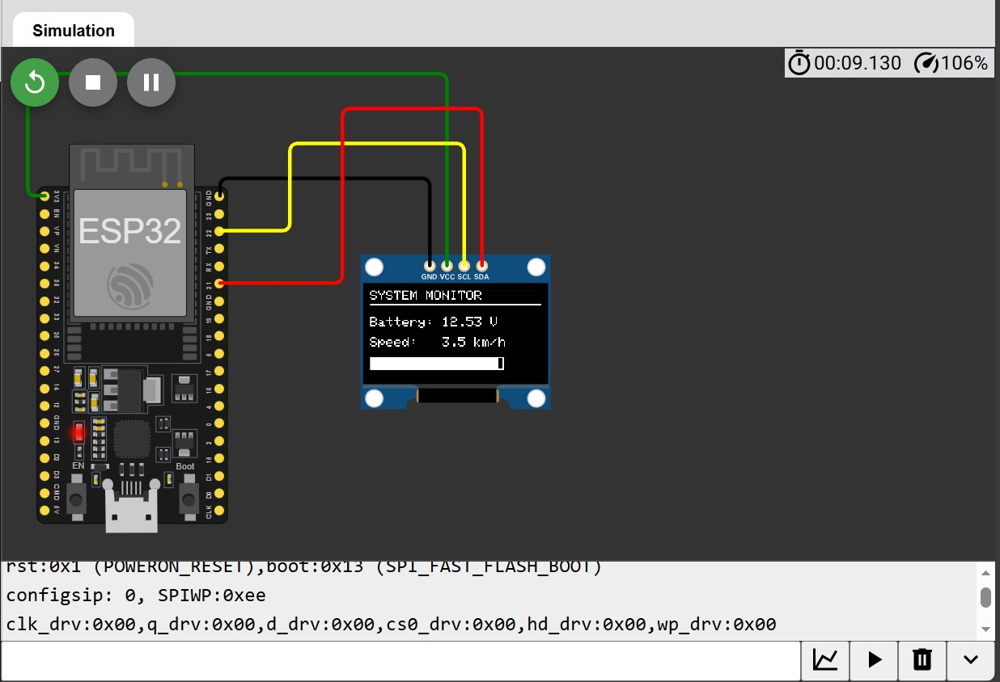 Simulation
00:09.130 106%
ESP32
3V3
EN
VP
VN
34
35
32
33
25
26
27
14
12
GND
13
D2
D3
CMD
5V
GND
23
22
TX
RX
21
GND
19
18
5
17
16
4
0
2
15
D1
D0
CLK
EN
Boot
GND VCC SCL SDA
SYSTEM MONITOR
Battery: 12.53 V
Speed: 3.5 km/h
rst:0x1 (POWERON_RESET),boot:0x13 (SPI_FAST_FLASH_BOOT)
configsip: 0, SPIWP:0xee
clk_drv:0x00,q_drv:0x00,d_drv:0x00,cs0_drv:0x00,hd_drv:0x00,wp_drv:0x00